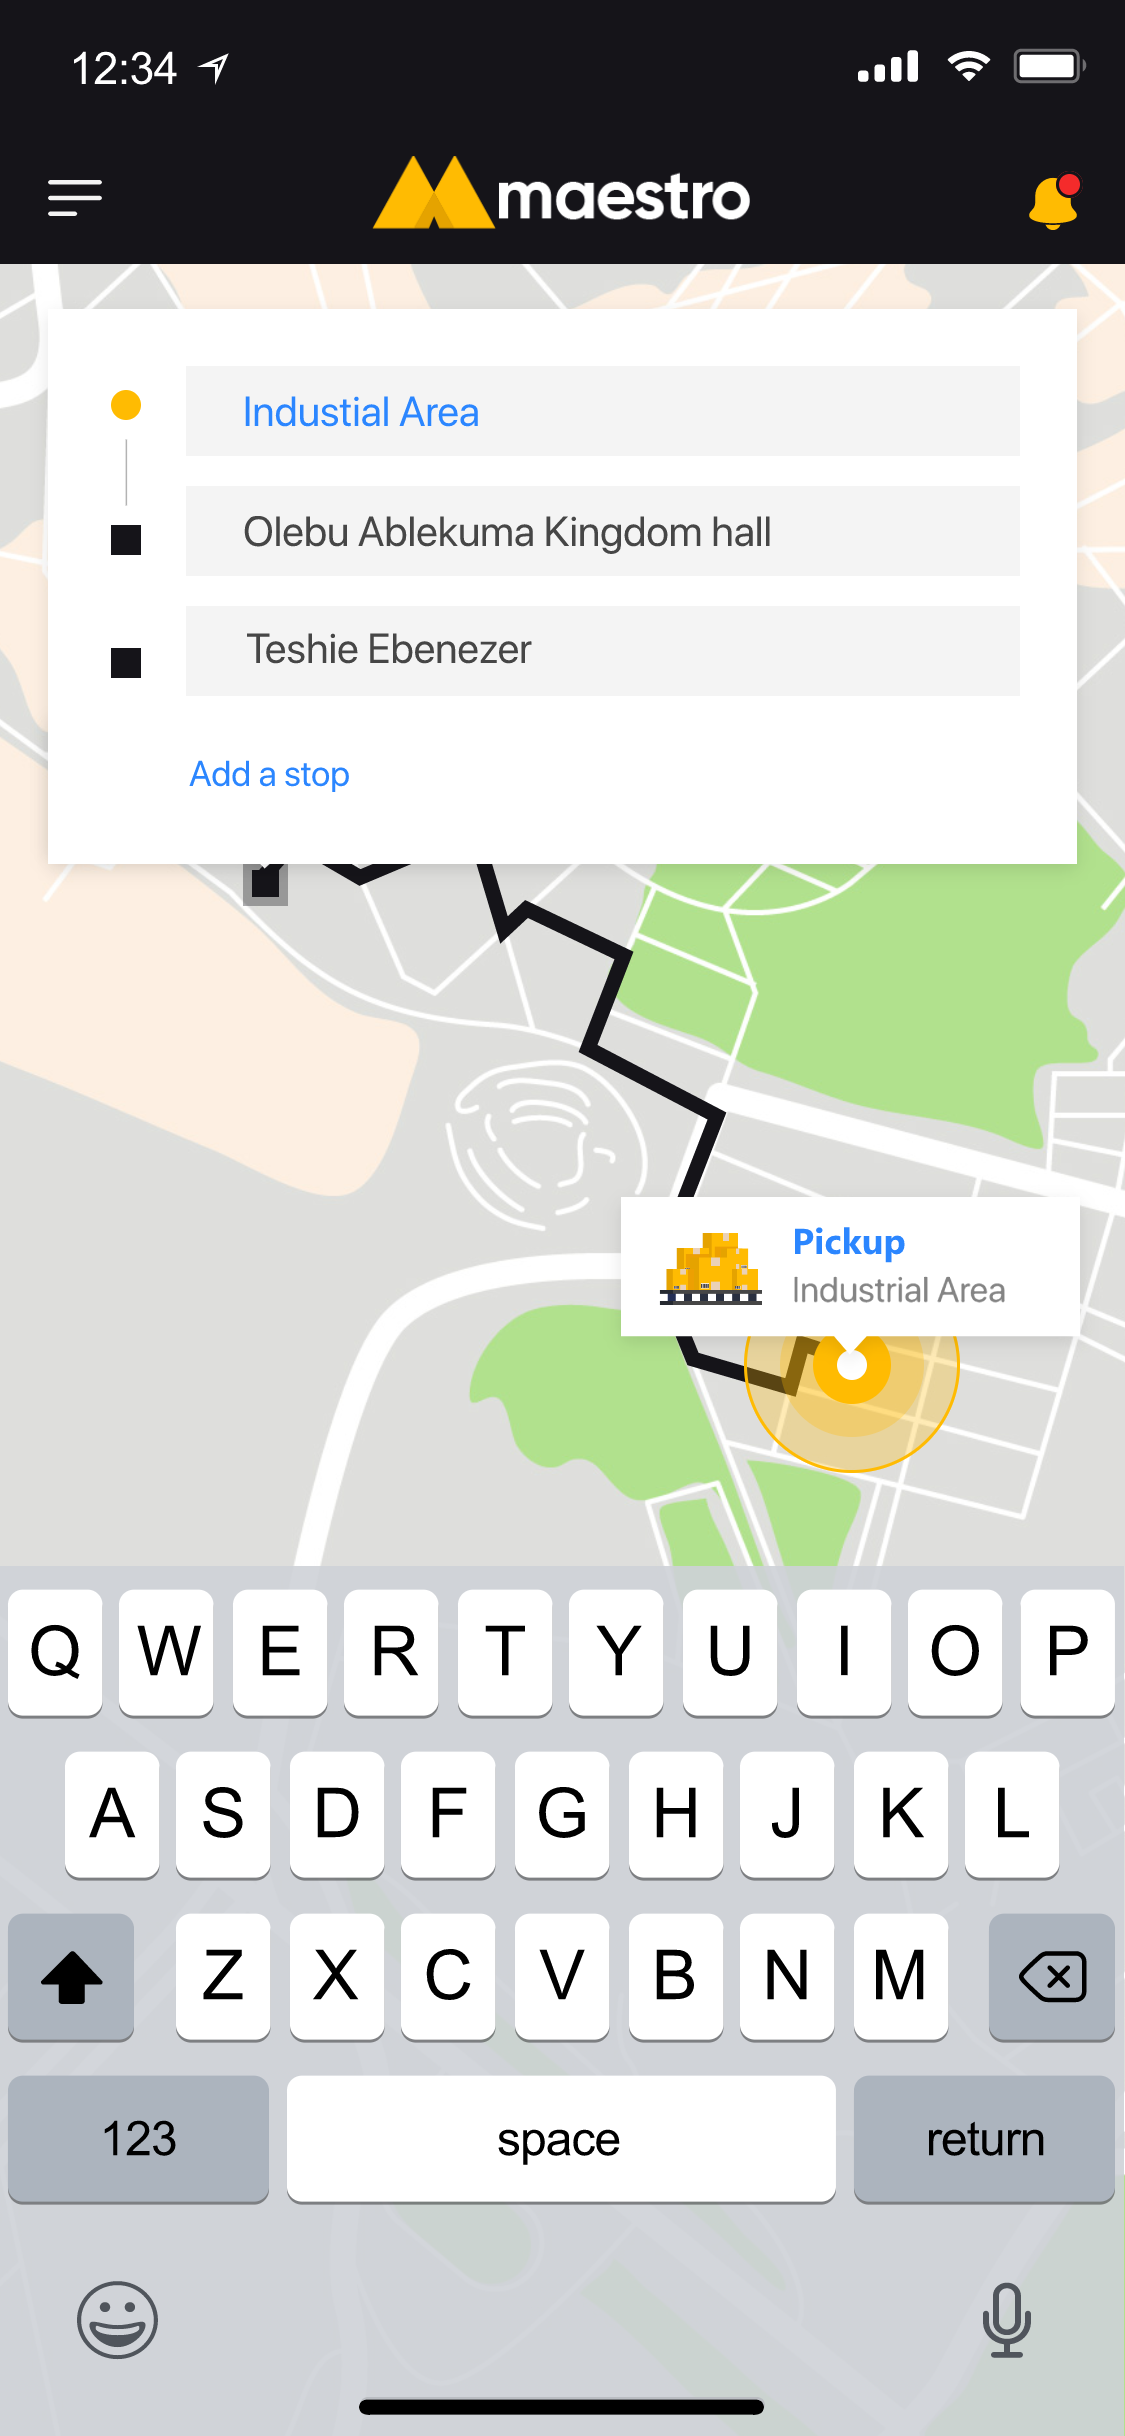 12:34
maestro
Industial Area
Olebu Ablekuma Kingdom hall
Teshie Ebenezer
Add a stop
Pickup
Industrial Area
Q W E R T Y U I O P
A S D F G H J K L
Z X C V B N M
123 space return